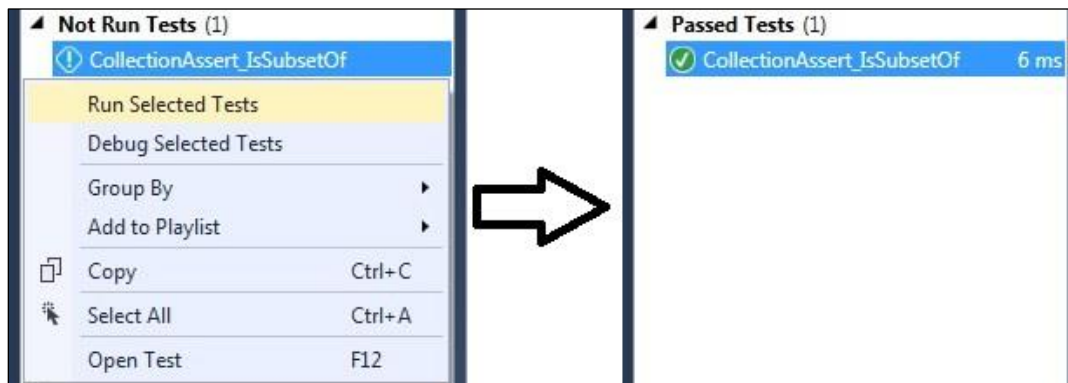 Not Run Tests (1)
CollectionAssert_IsSubsetOf
Run Selected Tests
Debug Selected Tests
Group By
Add to Playlist
Copy Ctrl+C
Select All Ctrl+A
Open Test F12
Passed Tests (1)
CollectionAssert_IsSubsetOf 6 ms